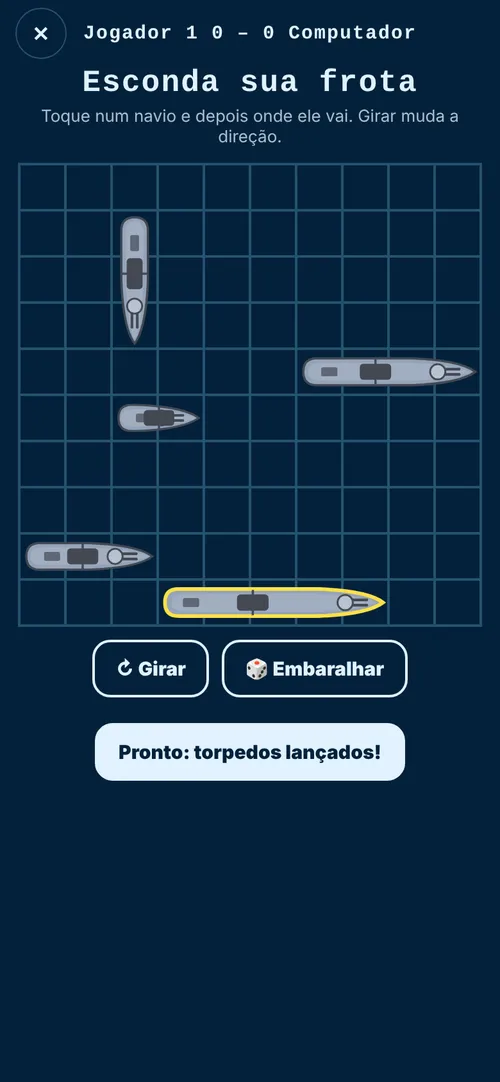 Jogador 1 0 – 0 Computador
Esconda sua frota
Toque num navio e depois onde ele vai. Girar muda a
direção.
↻ Girar
🎲 Embaralhar
Pronto: torpedos lançados!